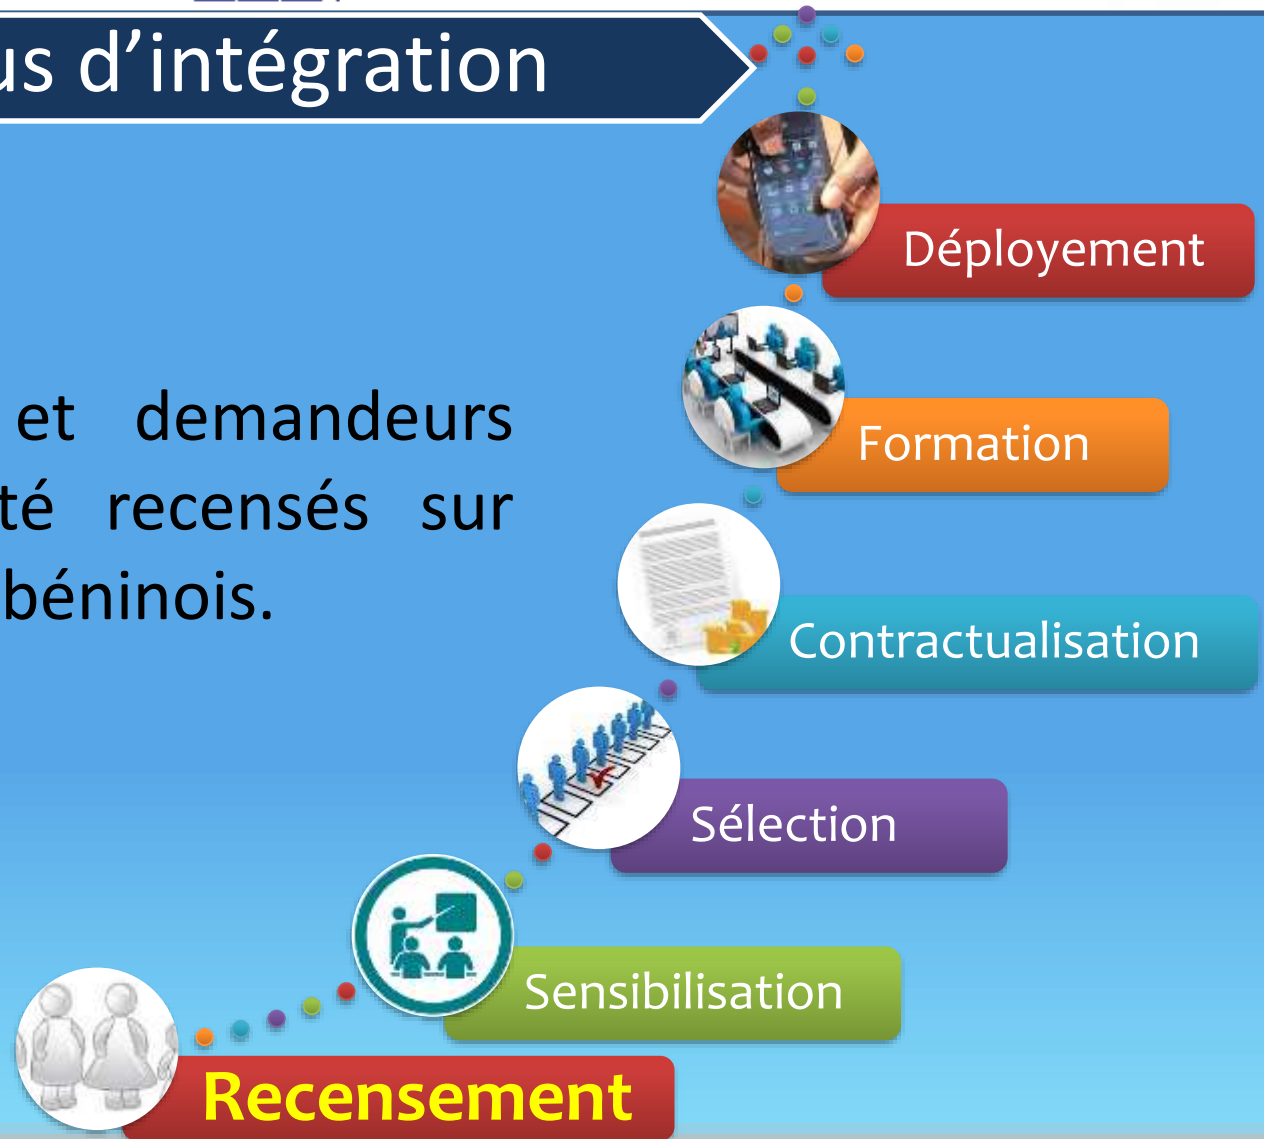 us d’intégration
Déployement
et demandeurs
Formation
té recensés sur
béninois.
Contractualisation
Sélection
Sensibilisation
Recensement